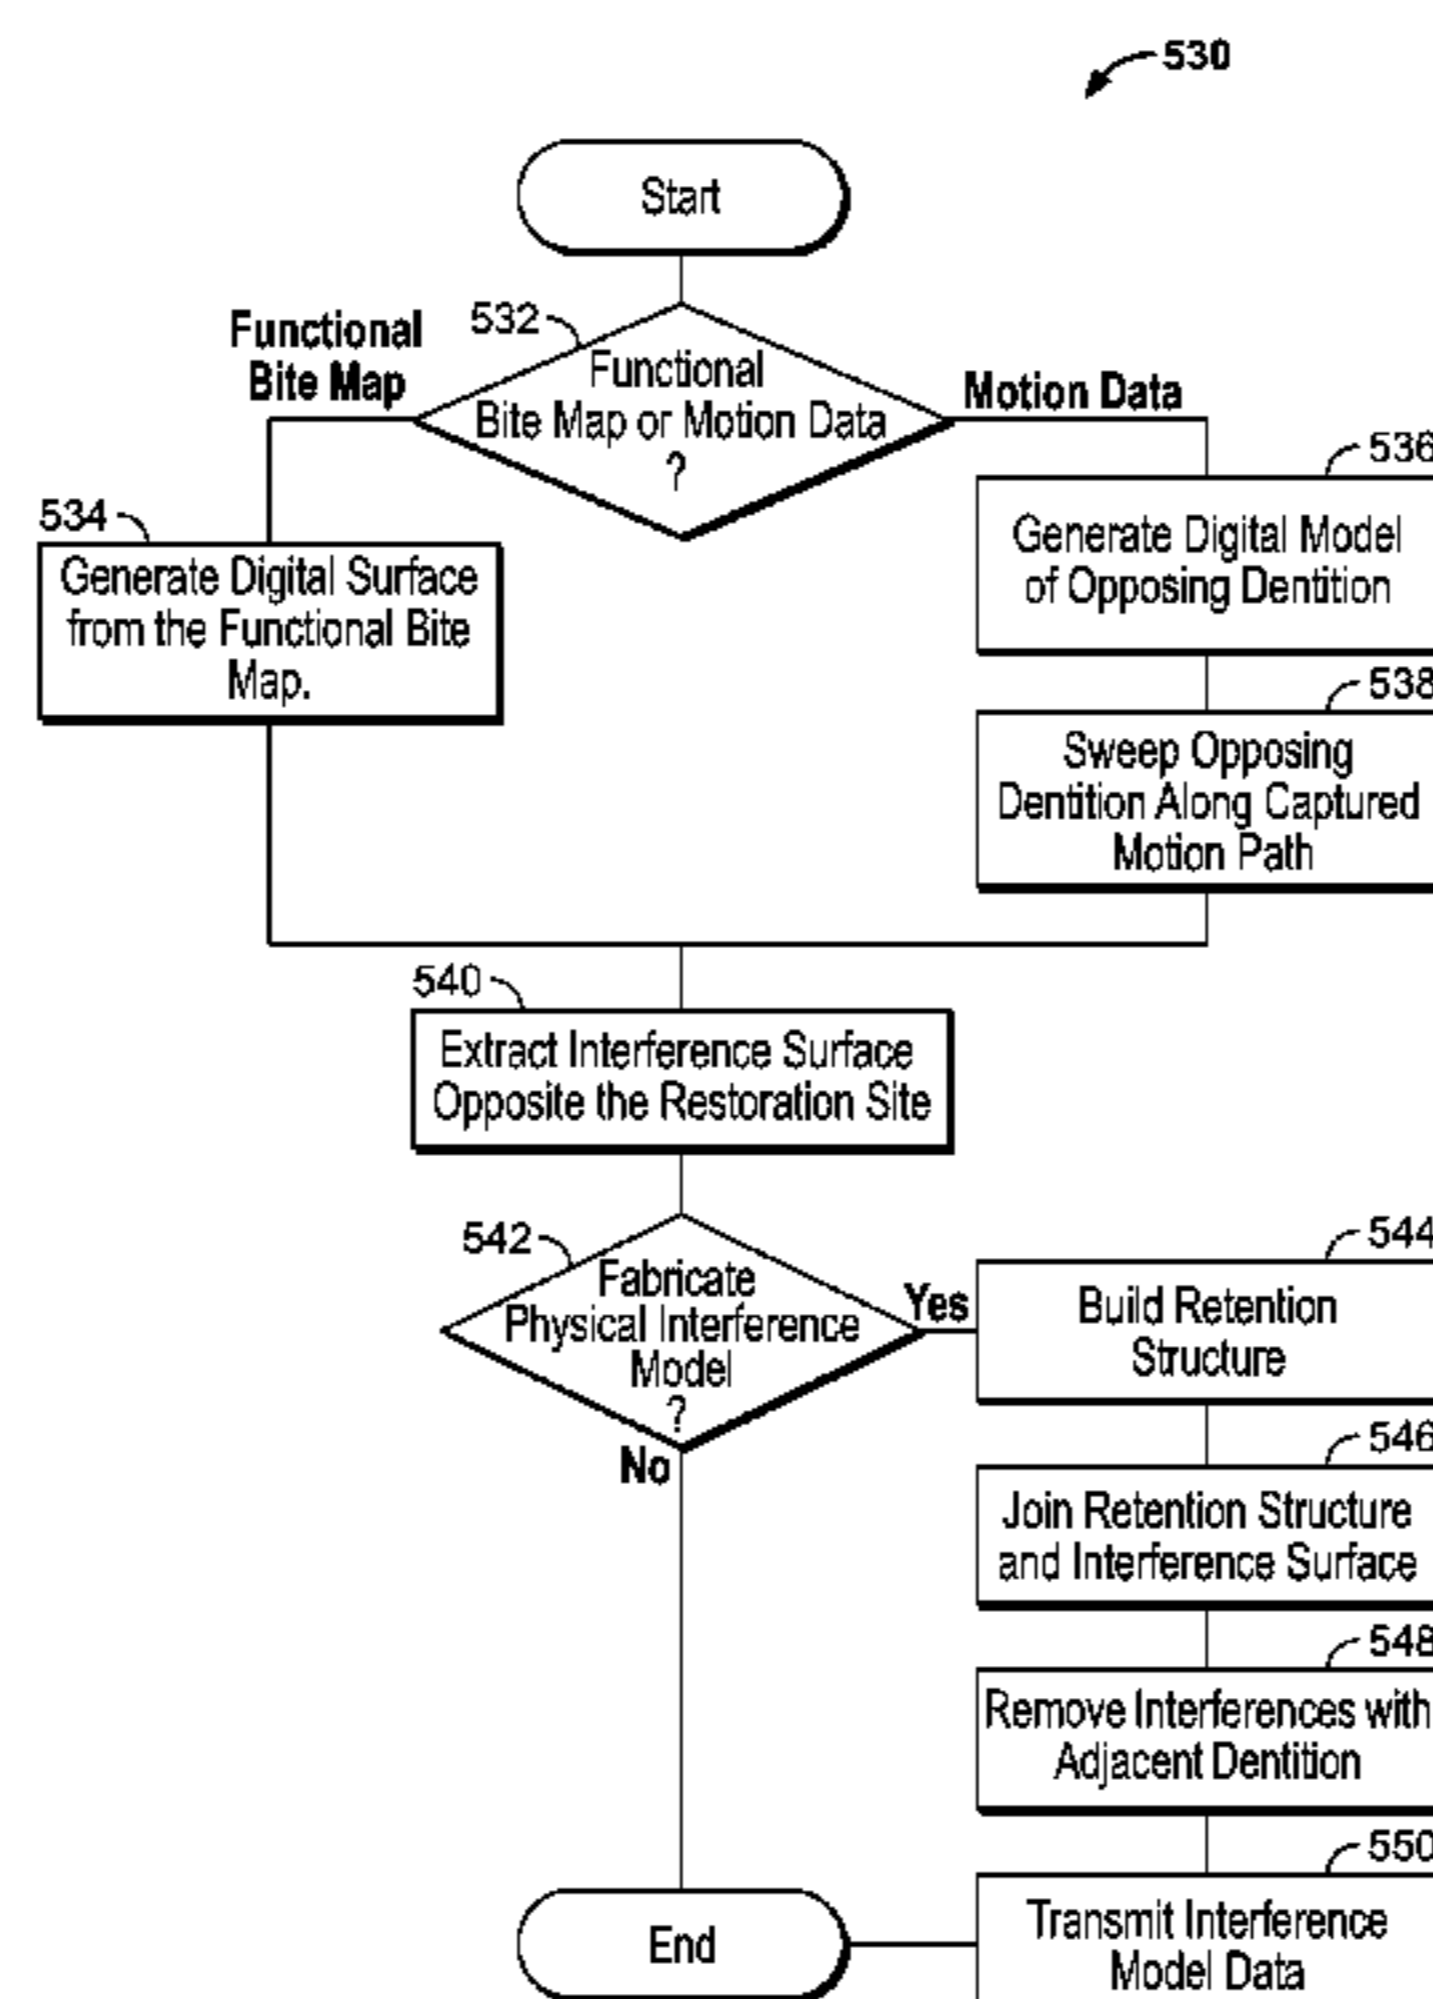 530
Start
532
Functional
Bite Map
Functional
Bite Map or Motion Data
?
Motion Data
534
Generate Digital Surface
from the Functional Bite
Map.
536
Generate Digital Model
of Opposing Dentition
538
Sweep Opposing
Dentition Along Captured
Motion Path
540
Extract Interference Surface
Opposite the Restoration Site
542
Fabricate
Physical Interference
Model
?
Yes
No
544
Build Retention
Structure
546
Join Retention Structure
and Interference Surface
548
Remove Interferences with
Adjacent Dentition
550
Transmit Interference
Model Data
End